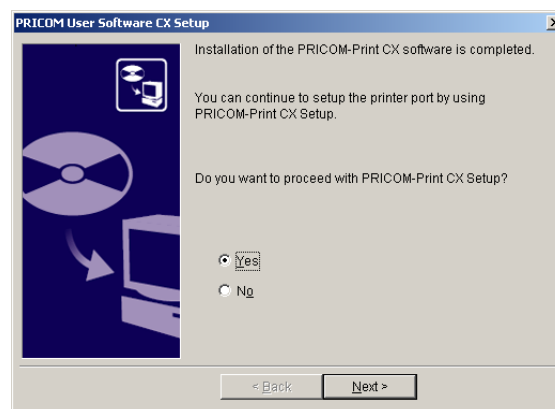 PRICOM User Software CX Setup
Installation of the PRICOM-Print CX software is completed.
You can continue to setup the printer port by using
PRICOM-Print CX Setup.
Do you want to proceed with PRICOM-Print CX Setup?
Yes
No
< Back Next >